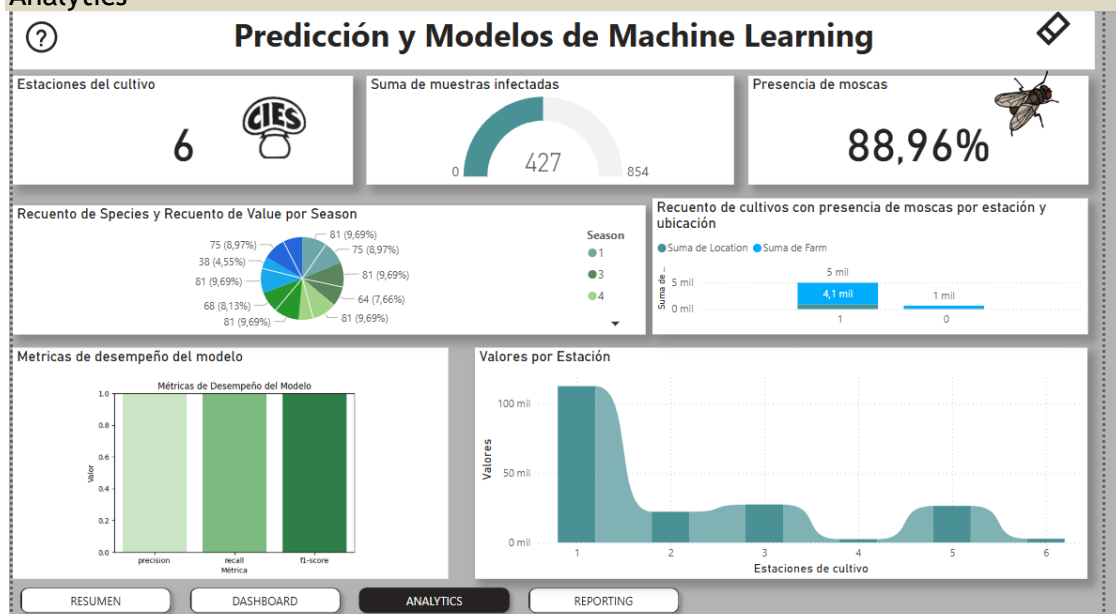 Analytics
?
Predicción y Modelos de Machine Learning
Estaciones del cultivo
CIES
6
Suma de muestras infectadas
427
0
854
Presencia de moscas
88,96%
Recuento de Species y Recuento de Value por Season
81 (9,69%)
75 (8,97%)
81 (9,69%)
64 (7,66%)
81 (9,69%)
81 (9,69%)
68 (8,13%)
81 (9,69%)
38 (4,55%)
75 (8,97%)
Season
1
3
4
Recuento de cultivos con presencia de moscas por estación y
ubicación
Suma de Location Suma de Farm
Suma de ...
5 mil
0 mil
5 mil
4,1 mil
1 mil
1
0
Metricas de desempeño del modelo
Métricas de Desempeño del Modelo
Valor
1.0
0.8
0.6
0.4
0.2
0.0
precision
recall
f1-score
Métrica
Valores por Estación
Valores
100 mil
50 mil
0 mil
1
2
3
4
5
6
Estaciones de cultivo
RESUMEN
DASHBOARD
ANALYTICS
REPORTING